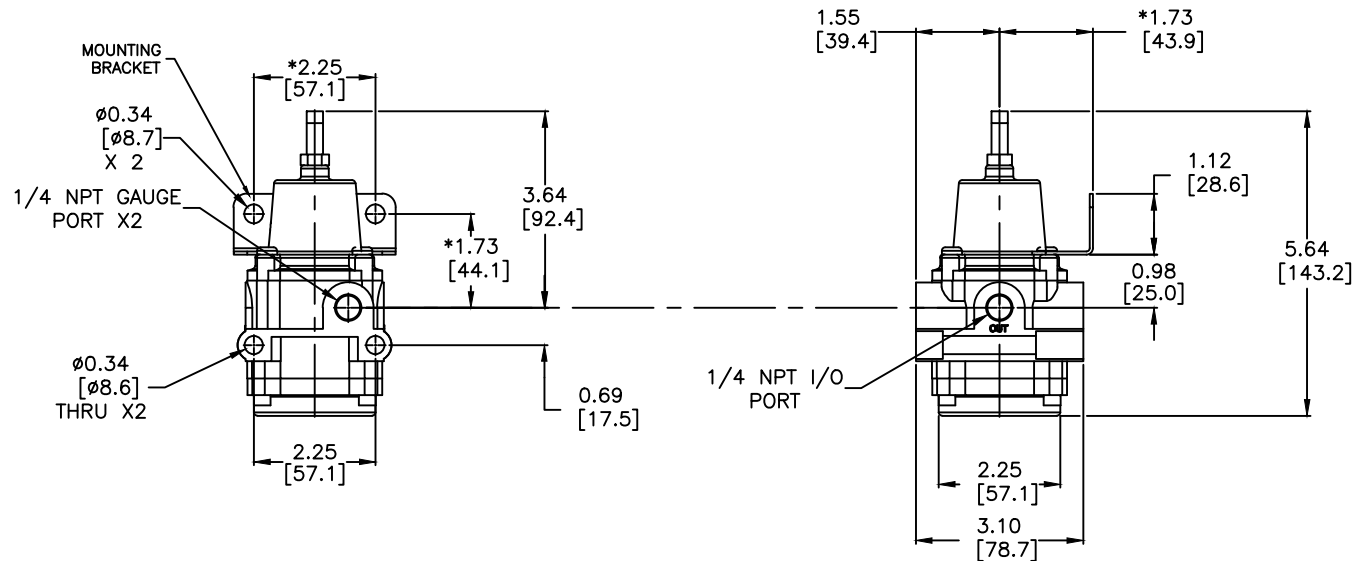 MOUNTING
BRACKET
*2.25
[57.1]
ø0.34
[ø8.7]
X 2
1/4 NPT GAUGE
PORT X2
3.64
[92.4]
*1.73
[44.1]
ø0.34
[ø8.6]
THRU X2
0.69
[17.5]
2.25
[57.1]
1.55
[39.4]
*1.73
[43.9]
1.12
[28.6]
5.64
[143.2]
0.98
[25.0]
OUT
1/4 NPT I/O
PORT
2.25
[57.1]
3.10
[78.7]